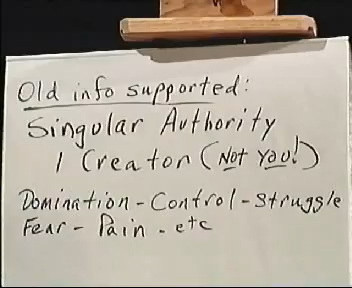 Old info supported:
Singular Authority
1 Creator (Not You!)
Domination - Control - Struggle
Fear - Pain - etc